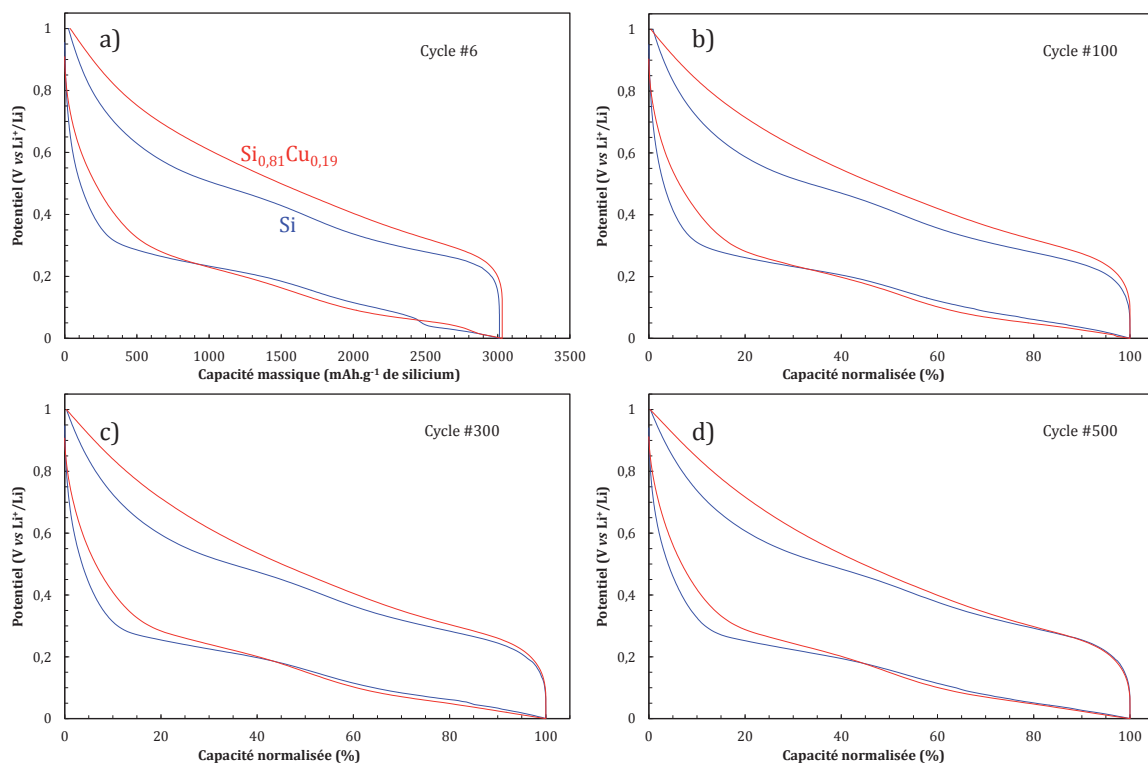 a)
Cycle #6
Si0,81Cu0,19
Si
Potentiel (V vs Li⁺/Li)
1
0,8
0,6
0,4
0,2
0
0 500 1000 1500 2000 2500 3000 3500
Capacité massique (mAh.g⁻¹ de silicium)
b)
Cycle #100
Potentiel (V vs Li⁺/Li)
1
0,8
0,6
0,4
0,2
0
0 20 40 60 80 100
Capacité normalisée (%)
c)
Cycle #300
Potentiel (V vs Li⁺/Li)
1
0,8
0,6
0,4
0,2
0
0 20 40 60 80 100
Capacité normalisée (%)
d)
Cycle #500
Potentiel (V vs Li⁺/Li)
1
0,8
0,6
0,4
0,2
0
0 20 40 60 80 100
Capacité normalisée (%)